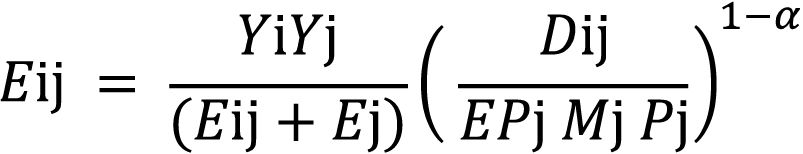 Eij = YiYj / (Eij + Ej) ( Dij / EPj Mj Pj )^1−α